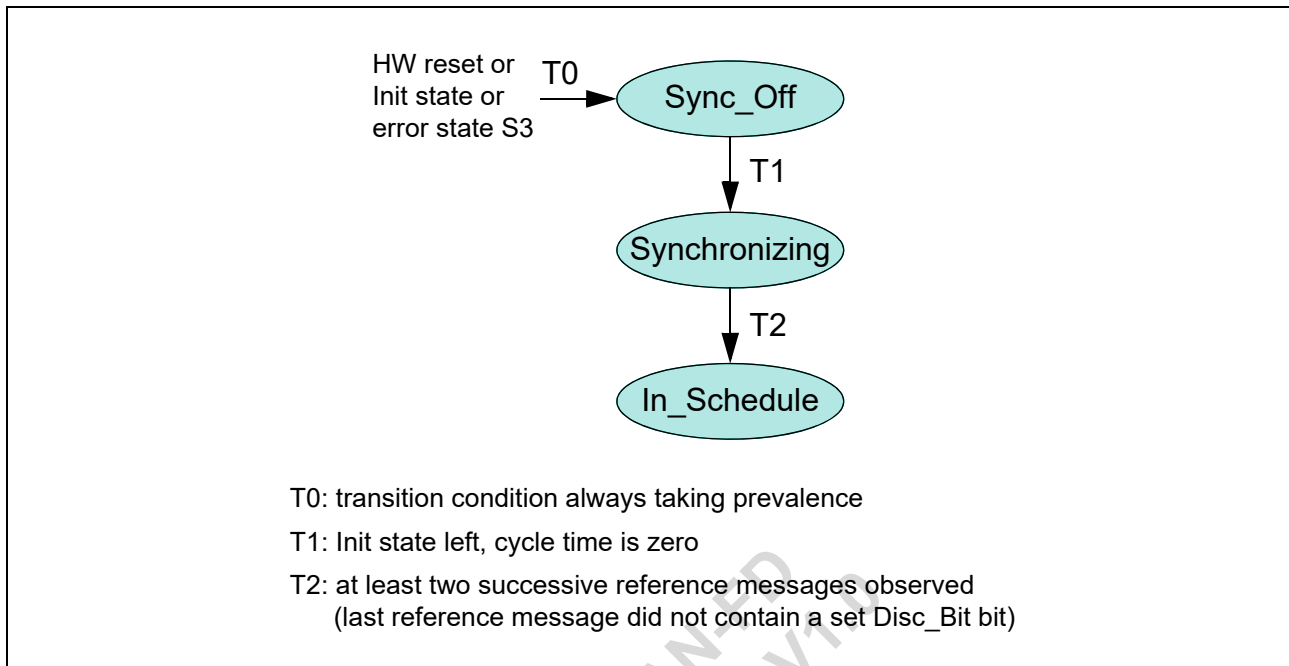 HW reset or
Init state or
error state S3
T0
Sync_Off
T1
Synchronizing
T2
In_Schedule
T0: transition condition always taking prevalence
T1: Init state left, cycle time is zero
T2: at least two successive reference messages observed
(last reference message did not contain a set Disc_Bit bit)
V1.0